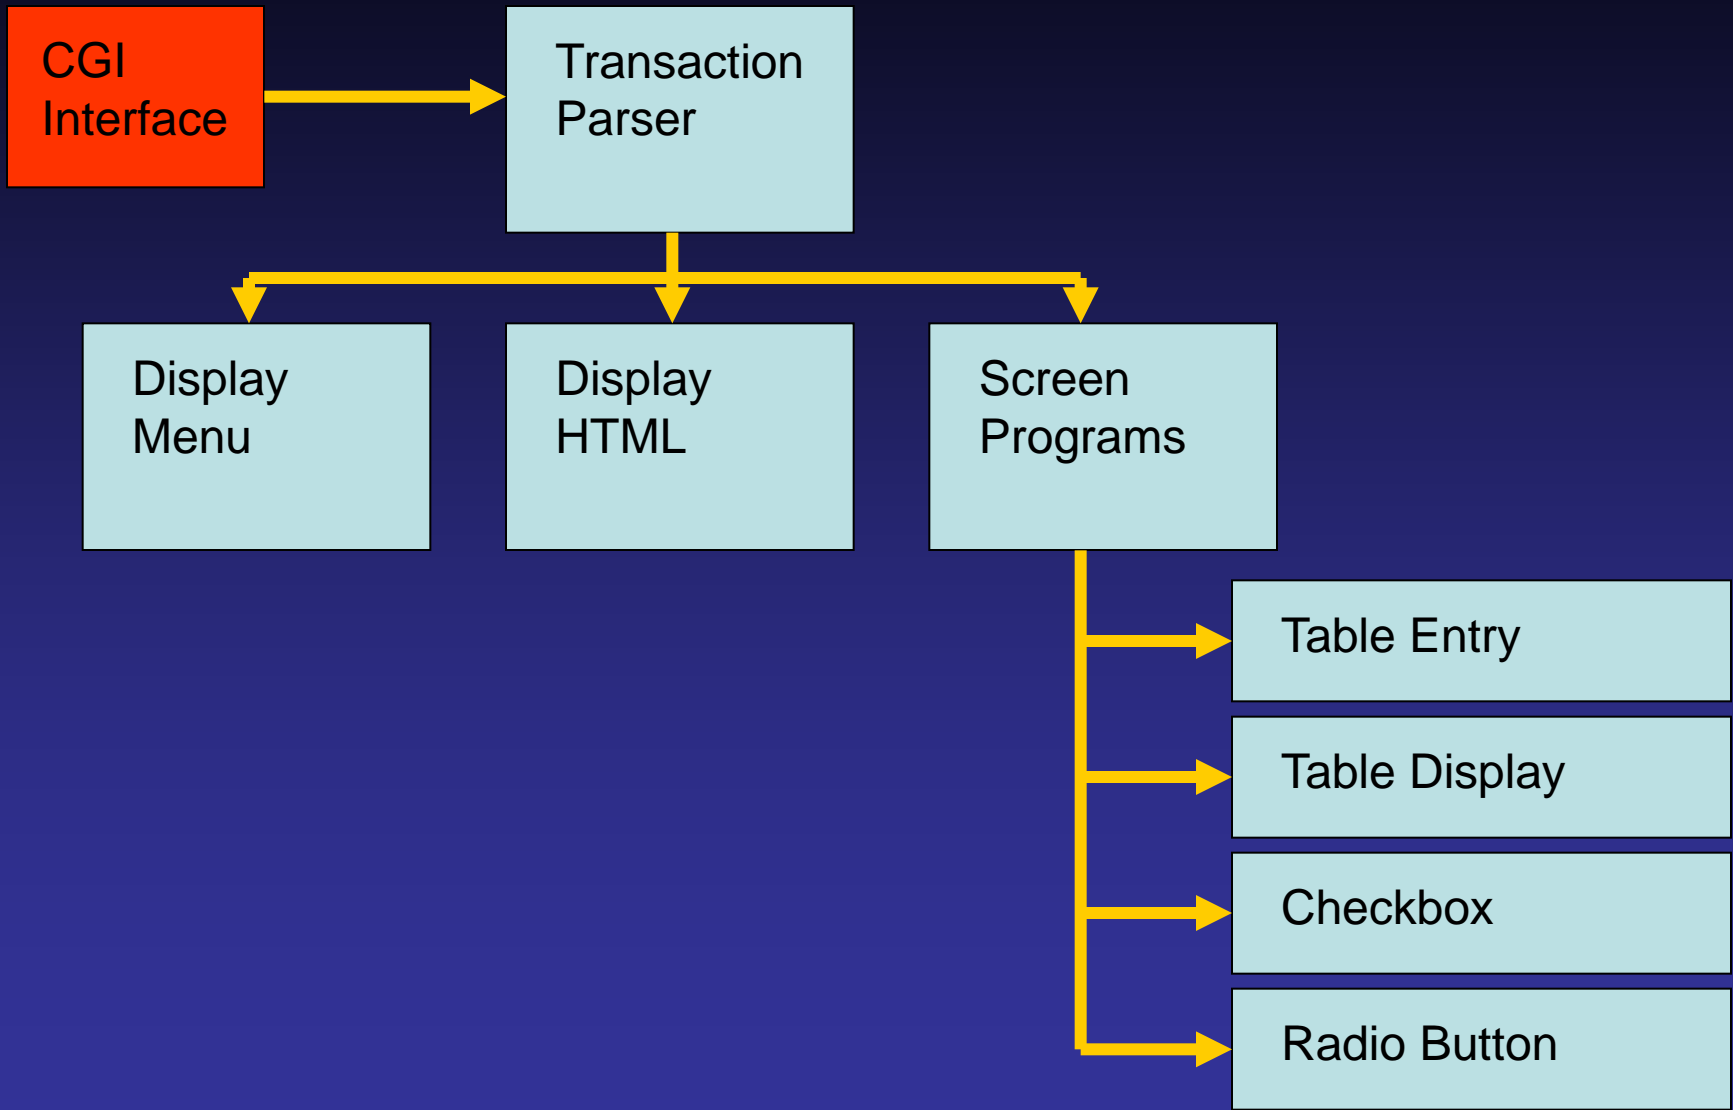 CGI
Interface
Transaction
Parser
Display
Menu
Display
HTML
Screen
Programs
Table Entry
Table Display
Checkbox
Radio Button